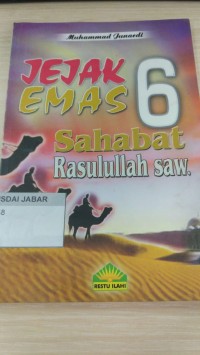 Muhammad Junaedi
JEJAK
EMAS 6
Sahabat
Rasulullah saw.
SDAI JABAR
RESTU ILAHI